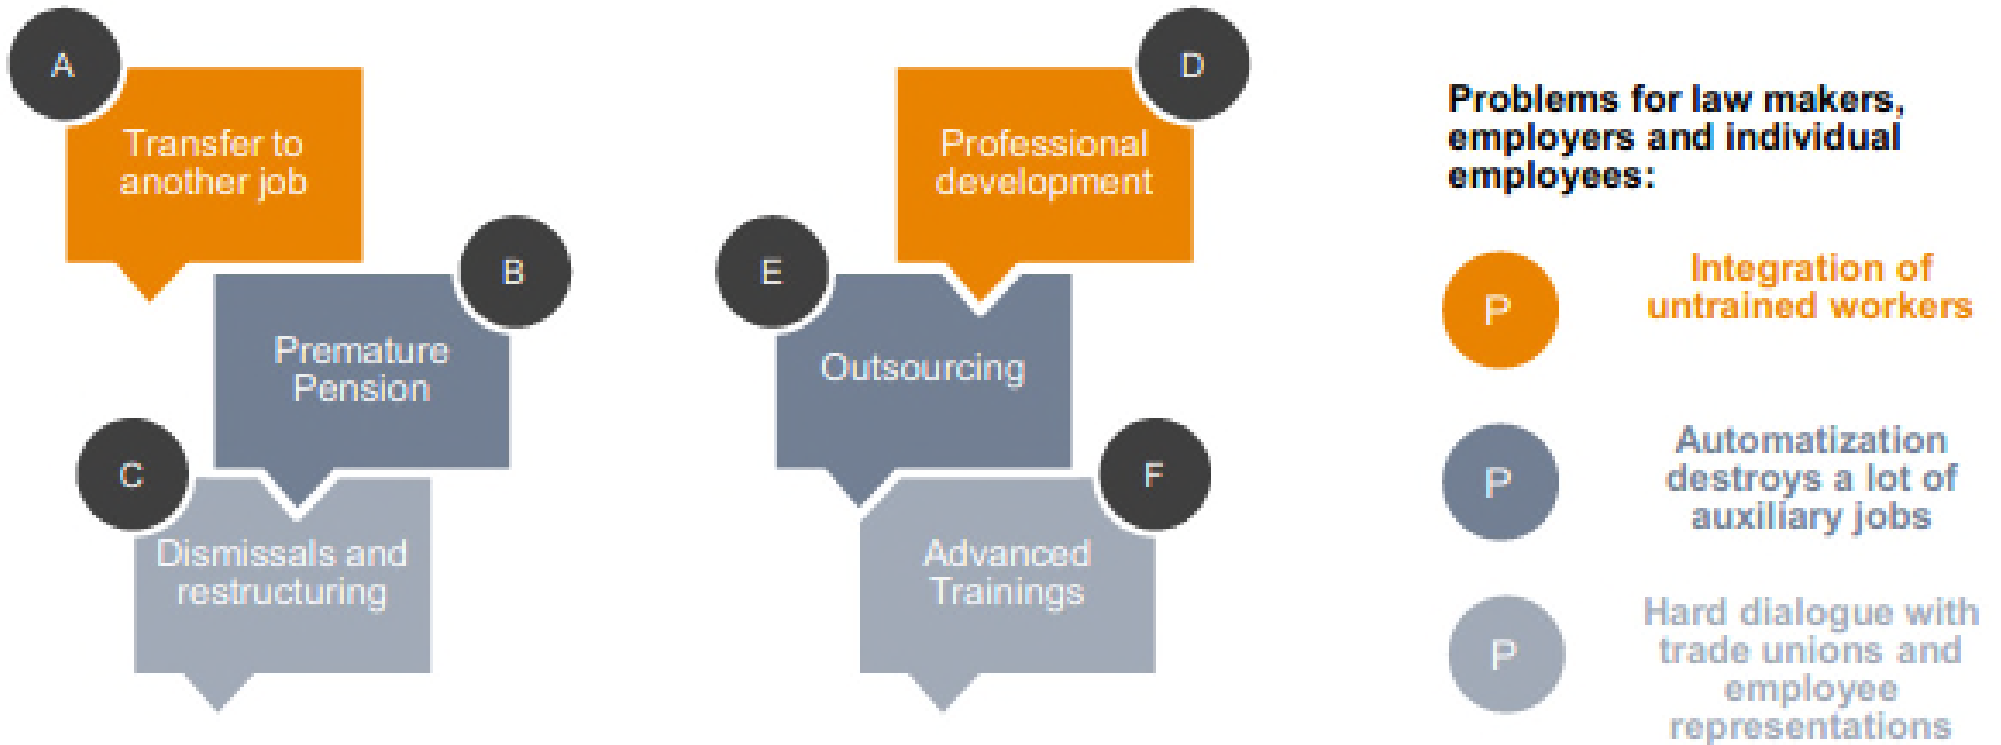 A
Transfer to
another job
B
Premature
Pension
C
Dismissals and
restructuring
D
Professional
development
E
Outsourcing
F
Advanced
Trainings
Problems for law makers,
employers and individual
employees:
P
Integration of
untrained workers
P
Automatization
destroys a lot of
auxiliary jobs
P
Hard dialogue with
trade unions and
employee
representations